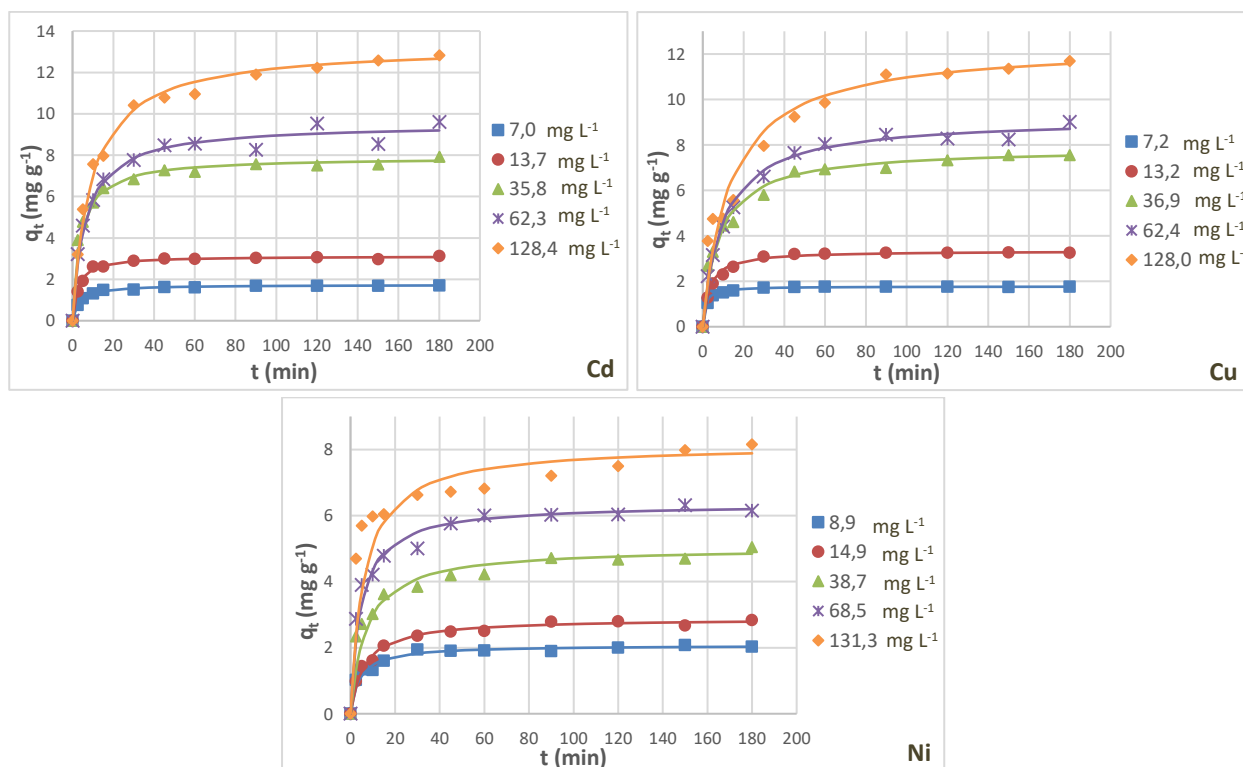 14
12
10
8
6
4
2
0
q_t (mg g⁻¹)
0 20 40 60 80 100 120 140 160 180 200
t (min)
Cd
7,0 mg L⁻¹
13,7 mg L⁻¹
35,8 mg L⁻¹
62,3 mg L⁻¹
128,4 mg L⁻¹
12
10
8
6
4
2
0
q_t (mg g⁻¹)
0 20 40 60 80 100 120 140 160 180 200
t (min)
Cu
7,2 mg L⁻¹
13,2 mg L⁻¹
36,9 mg L⁻¹
62,4 mg L⁻¹
128,0 mg L⁻¹
8
6
4
2
0
q_t (mg g⁻¹)
0 20 40 60 80 100 120 140 160 180 200
t (min)
Ni
8,9 mg L⁻¹
14,9 mg L⁻¹
38,7 mg L⁻¹
68,5 mg L⁻¹
131,3 mg L⁻¹